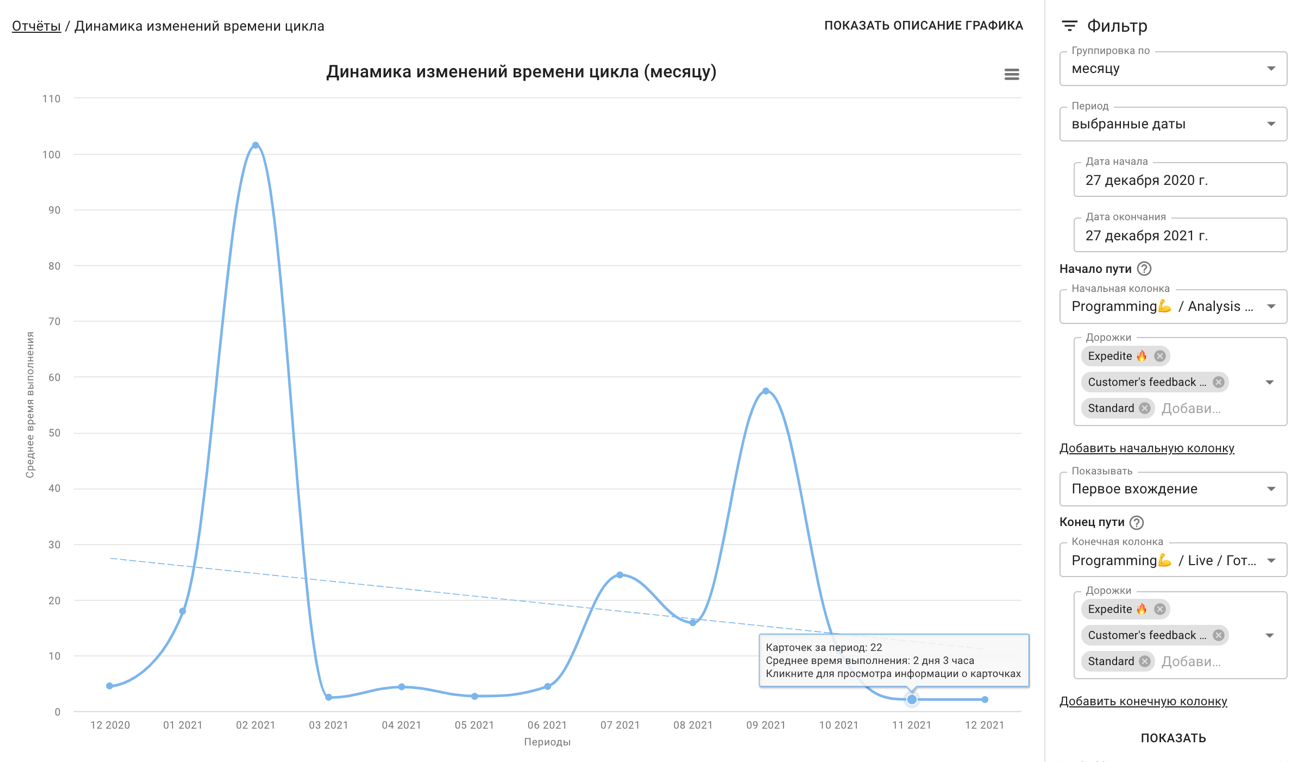 Отчёты / Динамика изменений времени цикла
ПОКАЗАТЬ ОПИСАНИЕ ГРАФИКА
Динамика изменений времени цикла (месяцу)
110
100
90
80
70
60
50
40
30
20
10
0
Среднее время выполнения
Карточек за период: 22
Среднее время выполнения: 2 дня 3 часа
Кликните для просмотра информации о карточках
12 2020 01 2021 02 2021 03 2021 04 2021 05 2021 06 2021 07 2021 08 2021 09 2021 10 2021 11 2021 12 2021
Периоды
Фильтр
Группировка по
месяцу
Период
выбранные даты
Дата начала
27 декабря 2020 г.
Дата окончания
27 декабря 2021 г.
Начало пути ?
Начальная колонка
Programming💪 / Analysis ...
Дорожки
Expedite 🔥
Customer's feedback ...
Standard Добави...
Добавить начальную колонку
Показывать
Первое вхождение
Конец пути ?
Конечная колонка
Programming💪 / Live / Гот...
Дорожки
Expedite 🔥
Customer's feedback ...
Standard Добави...
Добавить конечную колонку
ПОКАЗАТЬ